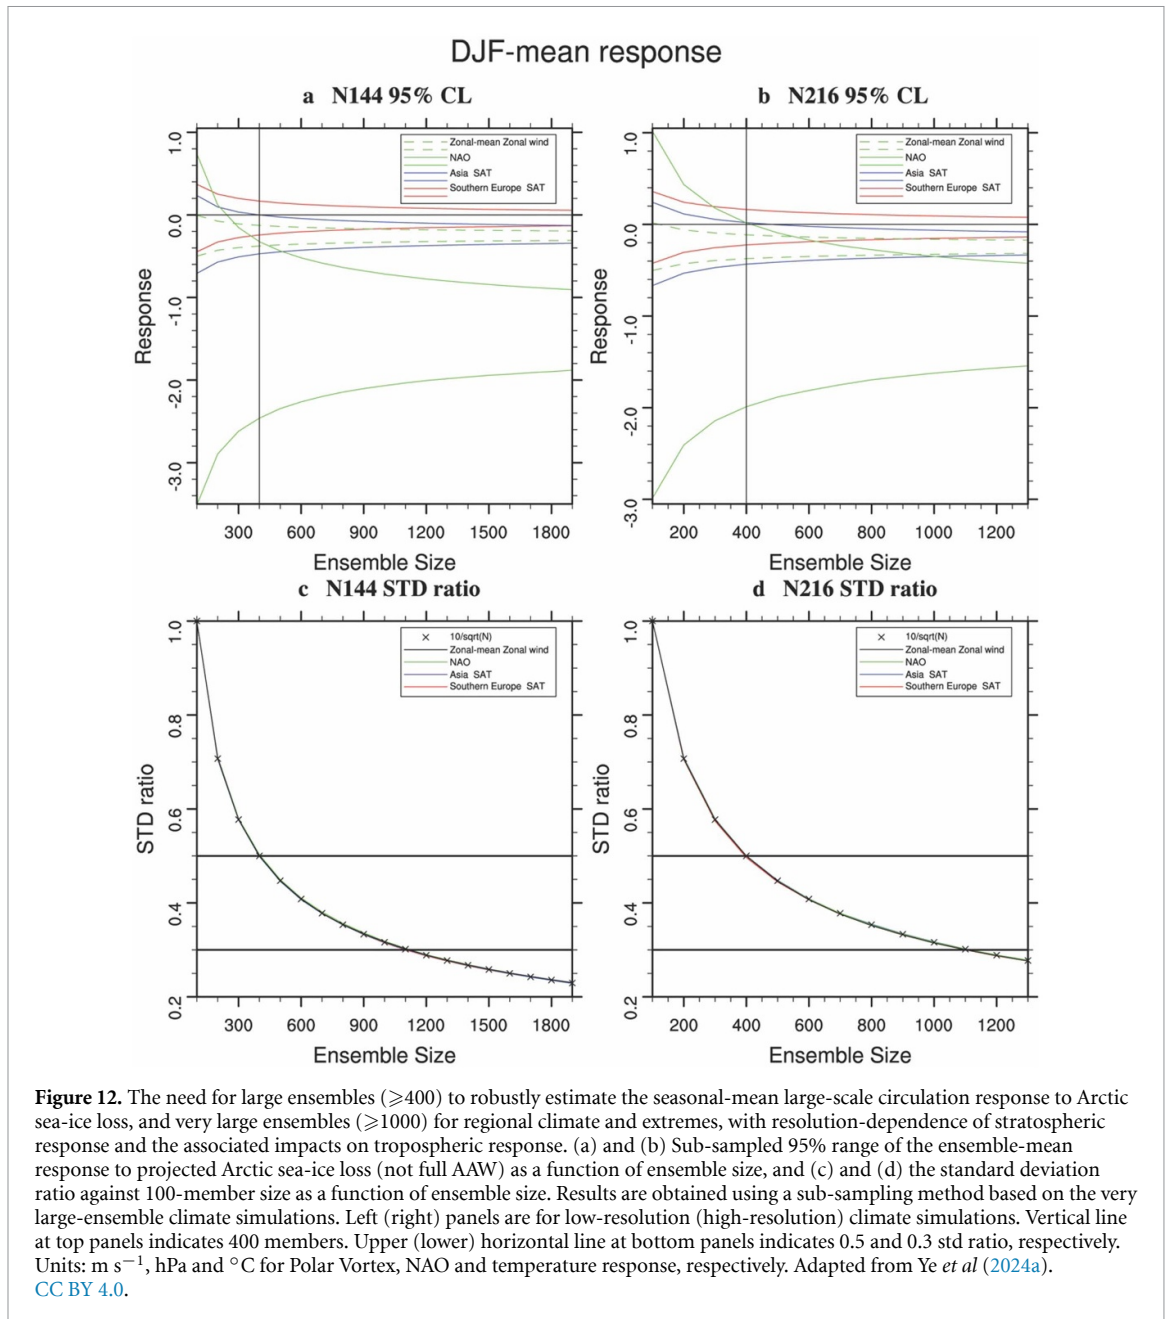 DJF-mean response
a N144 95% CL
b N216 95% CL
Zonal-mean Zonal wind
NAO
Asia SAT
Southern Europe SAT
Zonal-mean Zonal wind
NAO
Asia SAT
Southern Europe SAT
Response
1.0
0.0
-1.0
-2.0
-3.0
Response
1.0
0.0
-1.0
-2.0
-3.0
300 600 900 1200 1500 1800
200 400 600 800 1000 1200
Ensemble Size
Ensemble Size
c N144 STD ratio
d N216 STD ratio
10/sqrt(N)
Zonal-mean Zonal wind
NAO
Asia SAT
Southern Europe SAT
10/sqrt(N)
Zonal-mean Zonal wind
NAO
Asia SAT
Southern Europe SAT
STD ratio
1.0
0.8
0.6
0.4
0.2
STD ratio
1.0
0.8
0.6
0.4
0.2
300 600 900 1200 1500 1800
200 400 600 800 1000 1200
Ensemble Size
Ensemble Size
Figure 12. The need for large ensembles (⩾400) to robustly estimate the seasonal-mean large-scale circulation response to Arctic
sea-ice loss, and very large ensembles (⩾1000) for regional climate and extremes, with resolution-dependence of stratospheric
response and the associated impacts on tropospheric response. (a) and (b) Sub-sampled 95% range of the ensemble-mean
response to projected Arctic sea-ice loss (not full AAW) as a function of ensemble size, and (c) and (d) the standard deviation
ratio against 100-member size as a function of ensemble size. Results are obtained using a sub-sampling method based on the very
large-ensemble climate simulations. Left (right) panels are for low-resolution (high-resolution) climate simulations. Vertical line
at top panels indicates 400 members. Upper (lower) horizontal line at bottom panels indicates 0.5 and 0.3 std ratio, respectively.
Units: m s−1, hPa and °C for Polar Vortex, NAO and temperature response, respectively. Adapted from Ye et al (2024a).
CC BY 4.0.